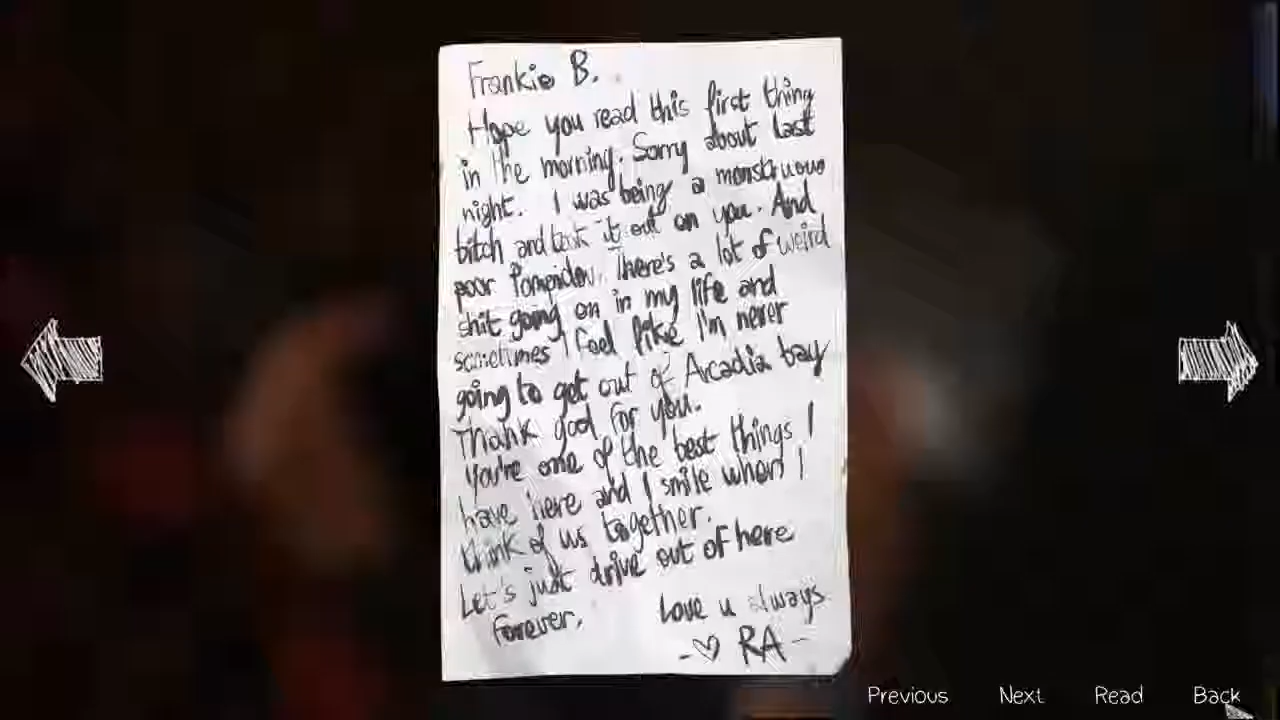 Frankie B.
Hope you read this first thing
in the morning. Sorry about last
night. I was being a monstruous
bitch and took it out on you. And
poor Pompidou. There's a lot of weird
shit going on in my life and
sometimes I feel like I'm never
going to get out of Arcadia bay
Thank god for you.
You're one of the best things I
have here and I smile when I
think of us together.
Let's just drive out of here
forever.
Love u always
-♡ RA -
Previous
Next
Read
Back